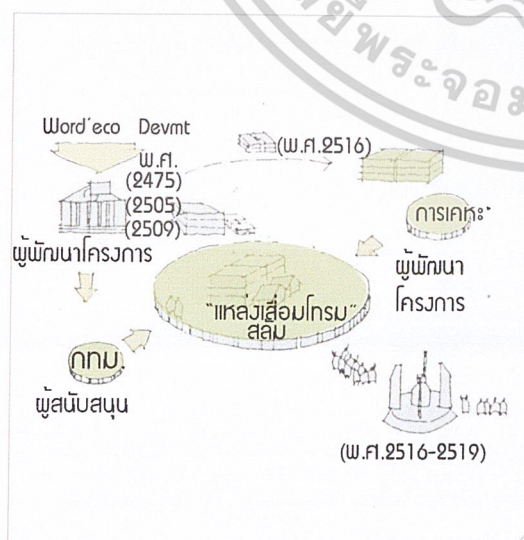 Word'eco Devmt
พ.ศ.
(2475)
(2505)
(2509)
(พ.ศ.2516)
การเคหะ
ผู้พัฒนาโครงการ
ผู้พัฒนา
โครงการ
"แหล่งเสื่อมโทรม"
สลัม
กทม
ผู้สนับสนุน
(พ.ศ.2516-2519)